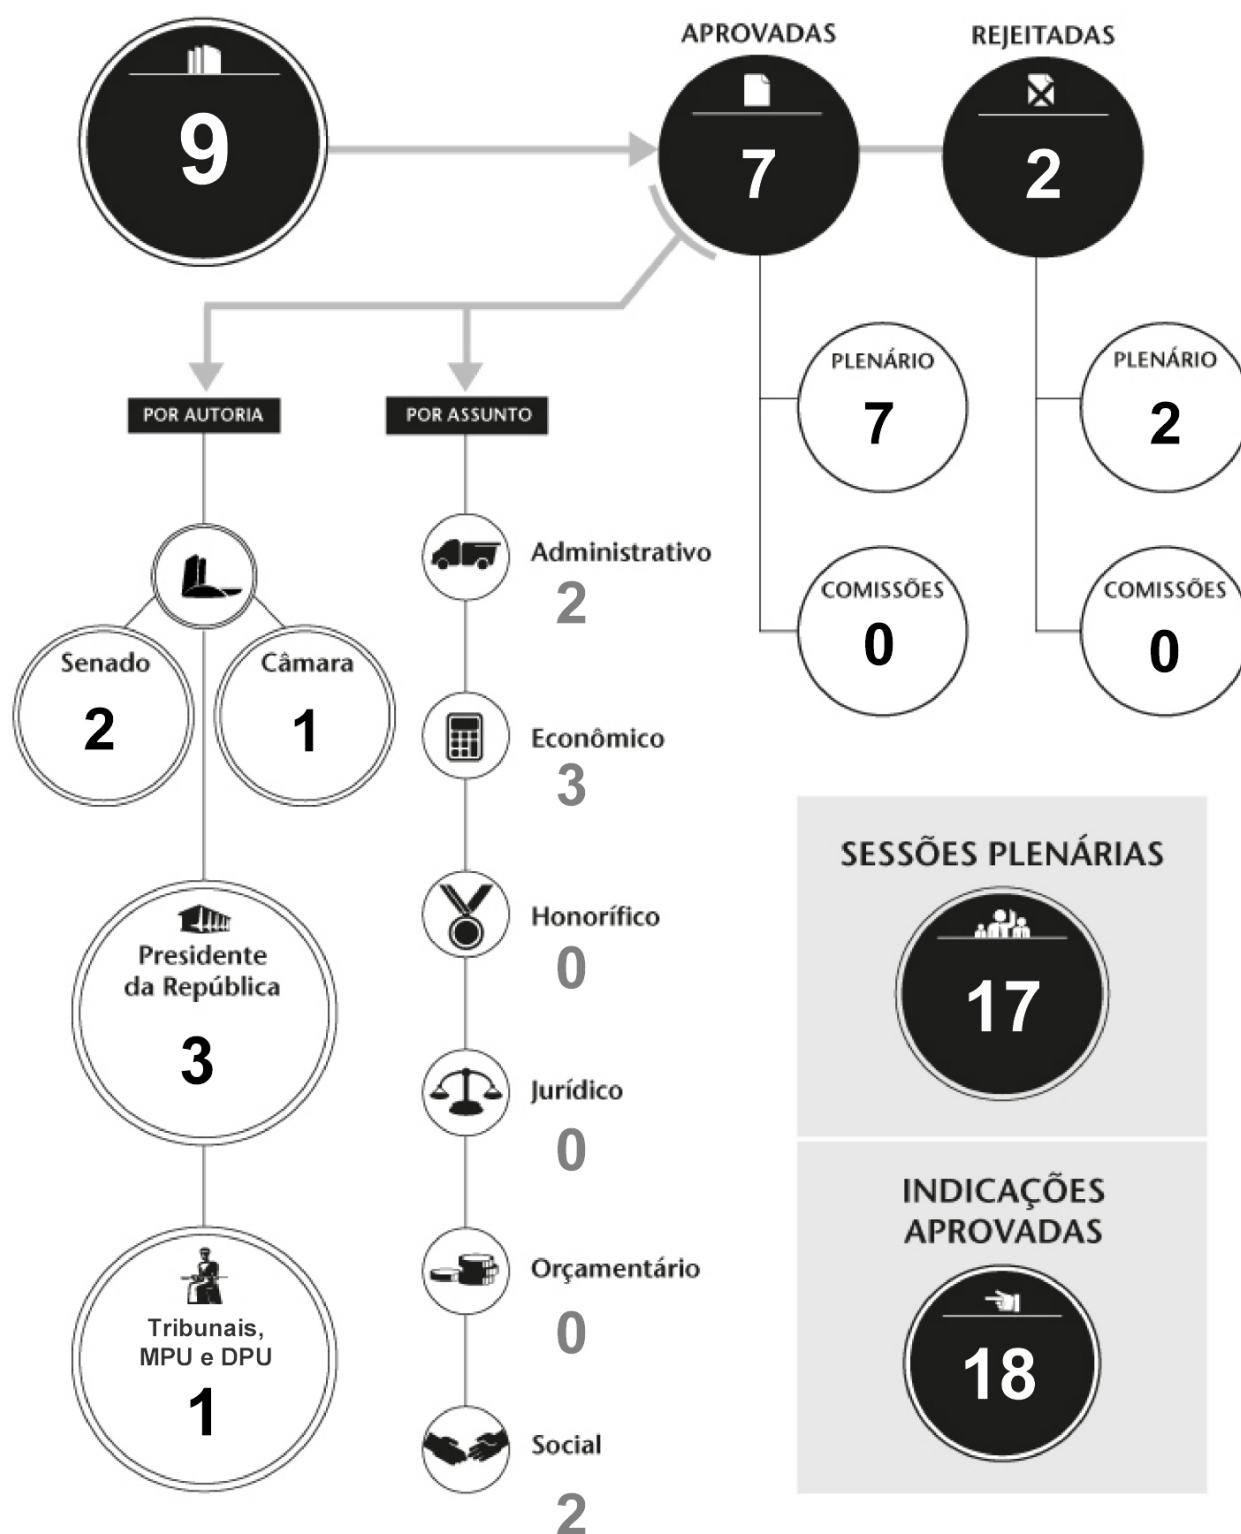 9
APROVADAS
7
REJEITADAS
2
PLENÁRIO
7
COMISSÕES
0
PLENÁRIO
2
COMISSÕES
0
POR AUTORIA
Senado
2
Câmara
1
Presidente
da República
3
Tribunais,
MPU e DPU
1
POR ASSUNTO
Administrativo
2
Econômico
3
Honorífico
0
Jurídico
0
Orçamentário
0
Social
2
SESSÕES PLENÁRIAS
17
INDICAÇÕES
APROVADAS
18